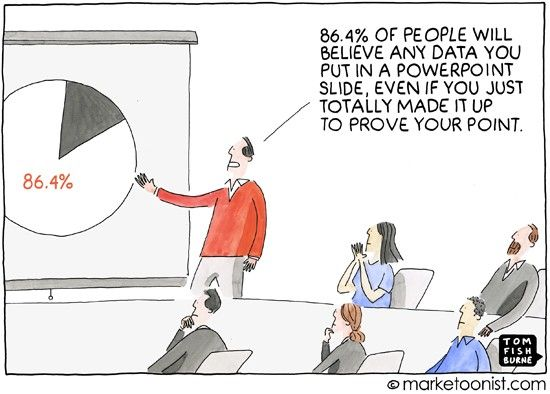 86.4% OF PEOPLE WILL
BELIEVE ANY DATA YOU
PUT IN A POWERPOINT
SLIDE, EVEN IF YOU JUST
TOTALLY MADE IT UP
TO PROVE YOUR POINT.
86.4%
TOM
FISH
BURNE
© marketoonist.com